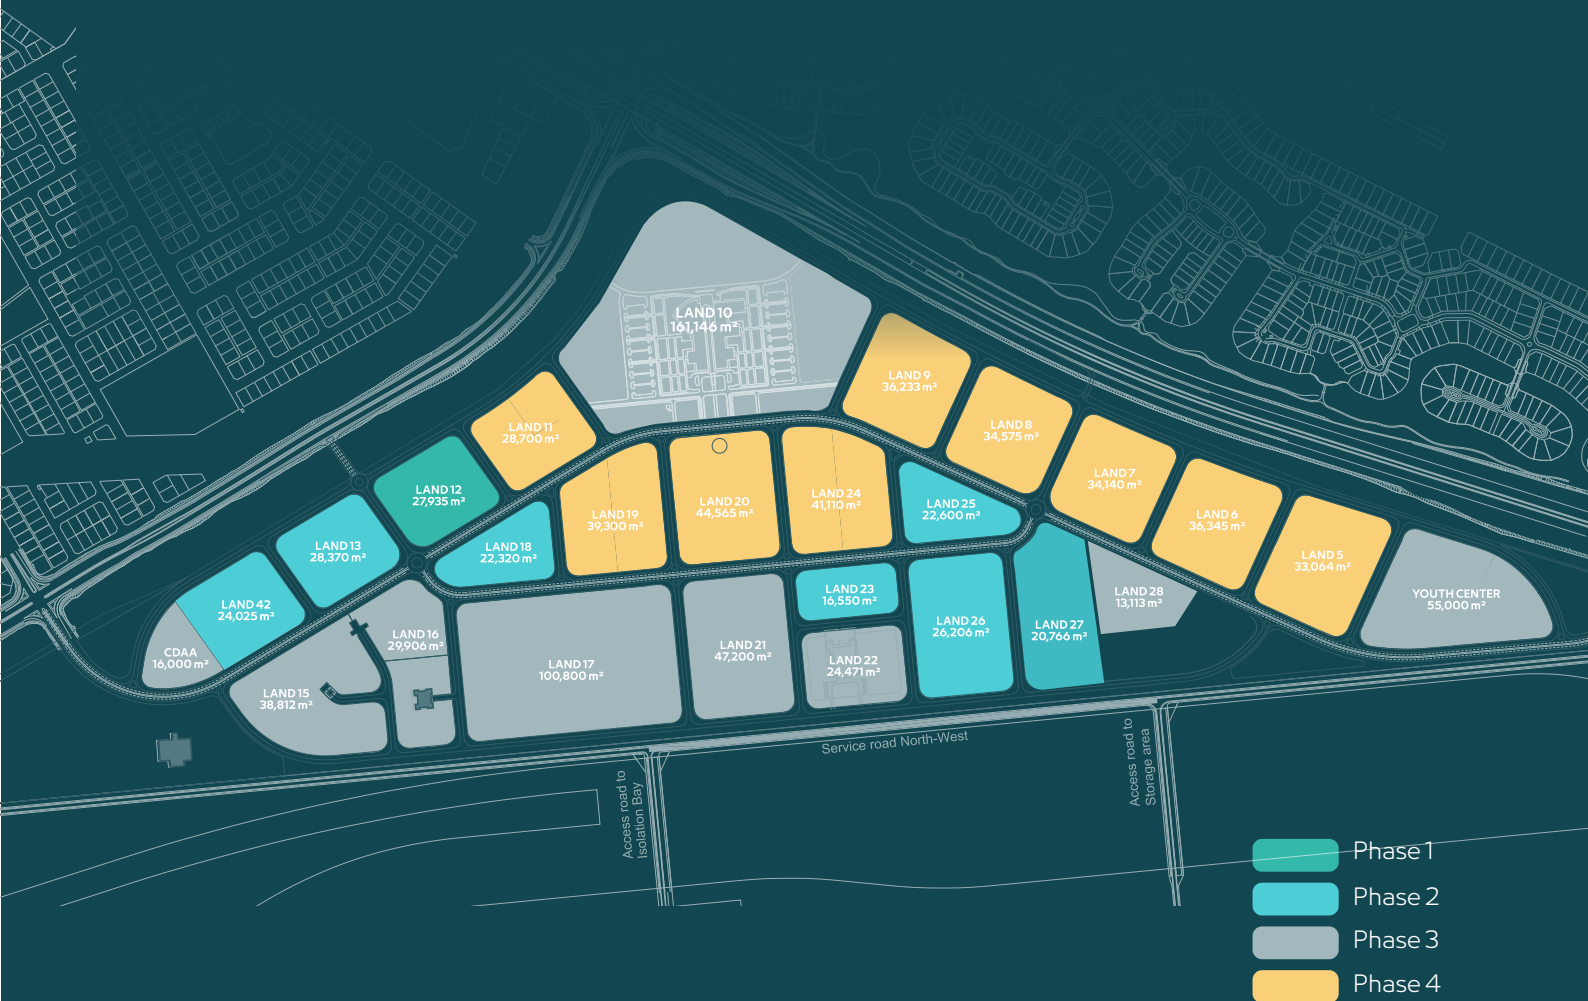 LAND 10
161,146 m²
LAND 9
36,233 m²
LAND 8
34,575 m²
LAND 7
34,140 m²
LAND 6
36,345 m²
LAND 5
33,064 m²
YOUTH CENTER
55,000 m²
LAND 11
28,700 m²
LAND 12
27,935 m²
LAND 13
28,370 m²
LAND 42
24,025 m²
CDAA
16,000 m²
LAND 18
22,320 m²
LAND 19
39,300 m²
LAND 20
44,565 m²
LAND 24
41,110 m²
LAND 25
22,600 m²
LAND 15
38,812 m²
LAND 16
29,906 m²
LAND 17
100,800 m²
LAND 21
47,200 m²
LAND 23
16,550 m²
LAND 22
24,471 m²
LAND 26
26,206 m²
LAND 27
20,766 m²
LAND 28
13,113 m²
Service road North-West
Access road to
Isolation Bay
Access road to
Storage area
Phase 1
Phase 2
Phase 3
Phase 4